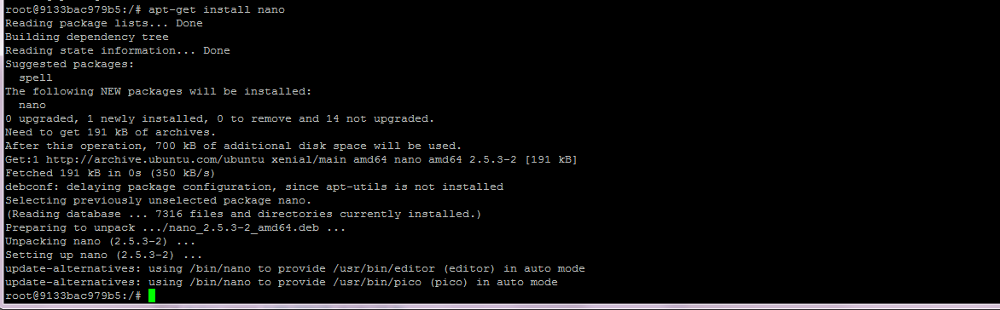 root@9133bac979b5:/# apt-get install nano
Reading package lists... Done
Building dependency tree
Reading state information... Done
Suggested packages:
  spell
The following NEW packages will be installed:
  nano
0 upgraded, 1 newly installed, 0 to remove and 14 not upgraded.
Need to get 191 kB of archives.
After this operation, 700 kB of additional disk space will be used.
Get:1 http://archive.ubuntu.com/ubuntu xenial/main amd64 nano amd64 2.5.3-2 [191 kB]
Fetched 191 kB in 0s (350 kB/s)
debconf: delaying package configuration, since apt-utils is not installed
Selecting previously unselected package nano.
(Reading database ... 7316 files and directories currently installed.)
Preparing to unpack .../nano_2.5.3-2_amd64.deb ...
Unpacking nano (2.5.3-2) ...
Setting up nano (2.5.3-2) ...
update-alternatives: using /bin/nano to provide /usr/bin/editor (editor) in auto mode
update-alternatives: using /bin/nano to provide /usr/bin/pico (pico) in auto mode
root@9133bac979b5:/#